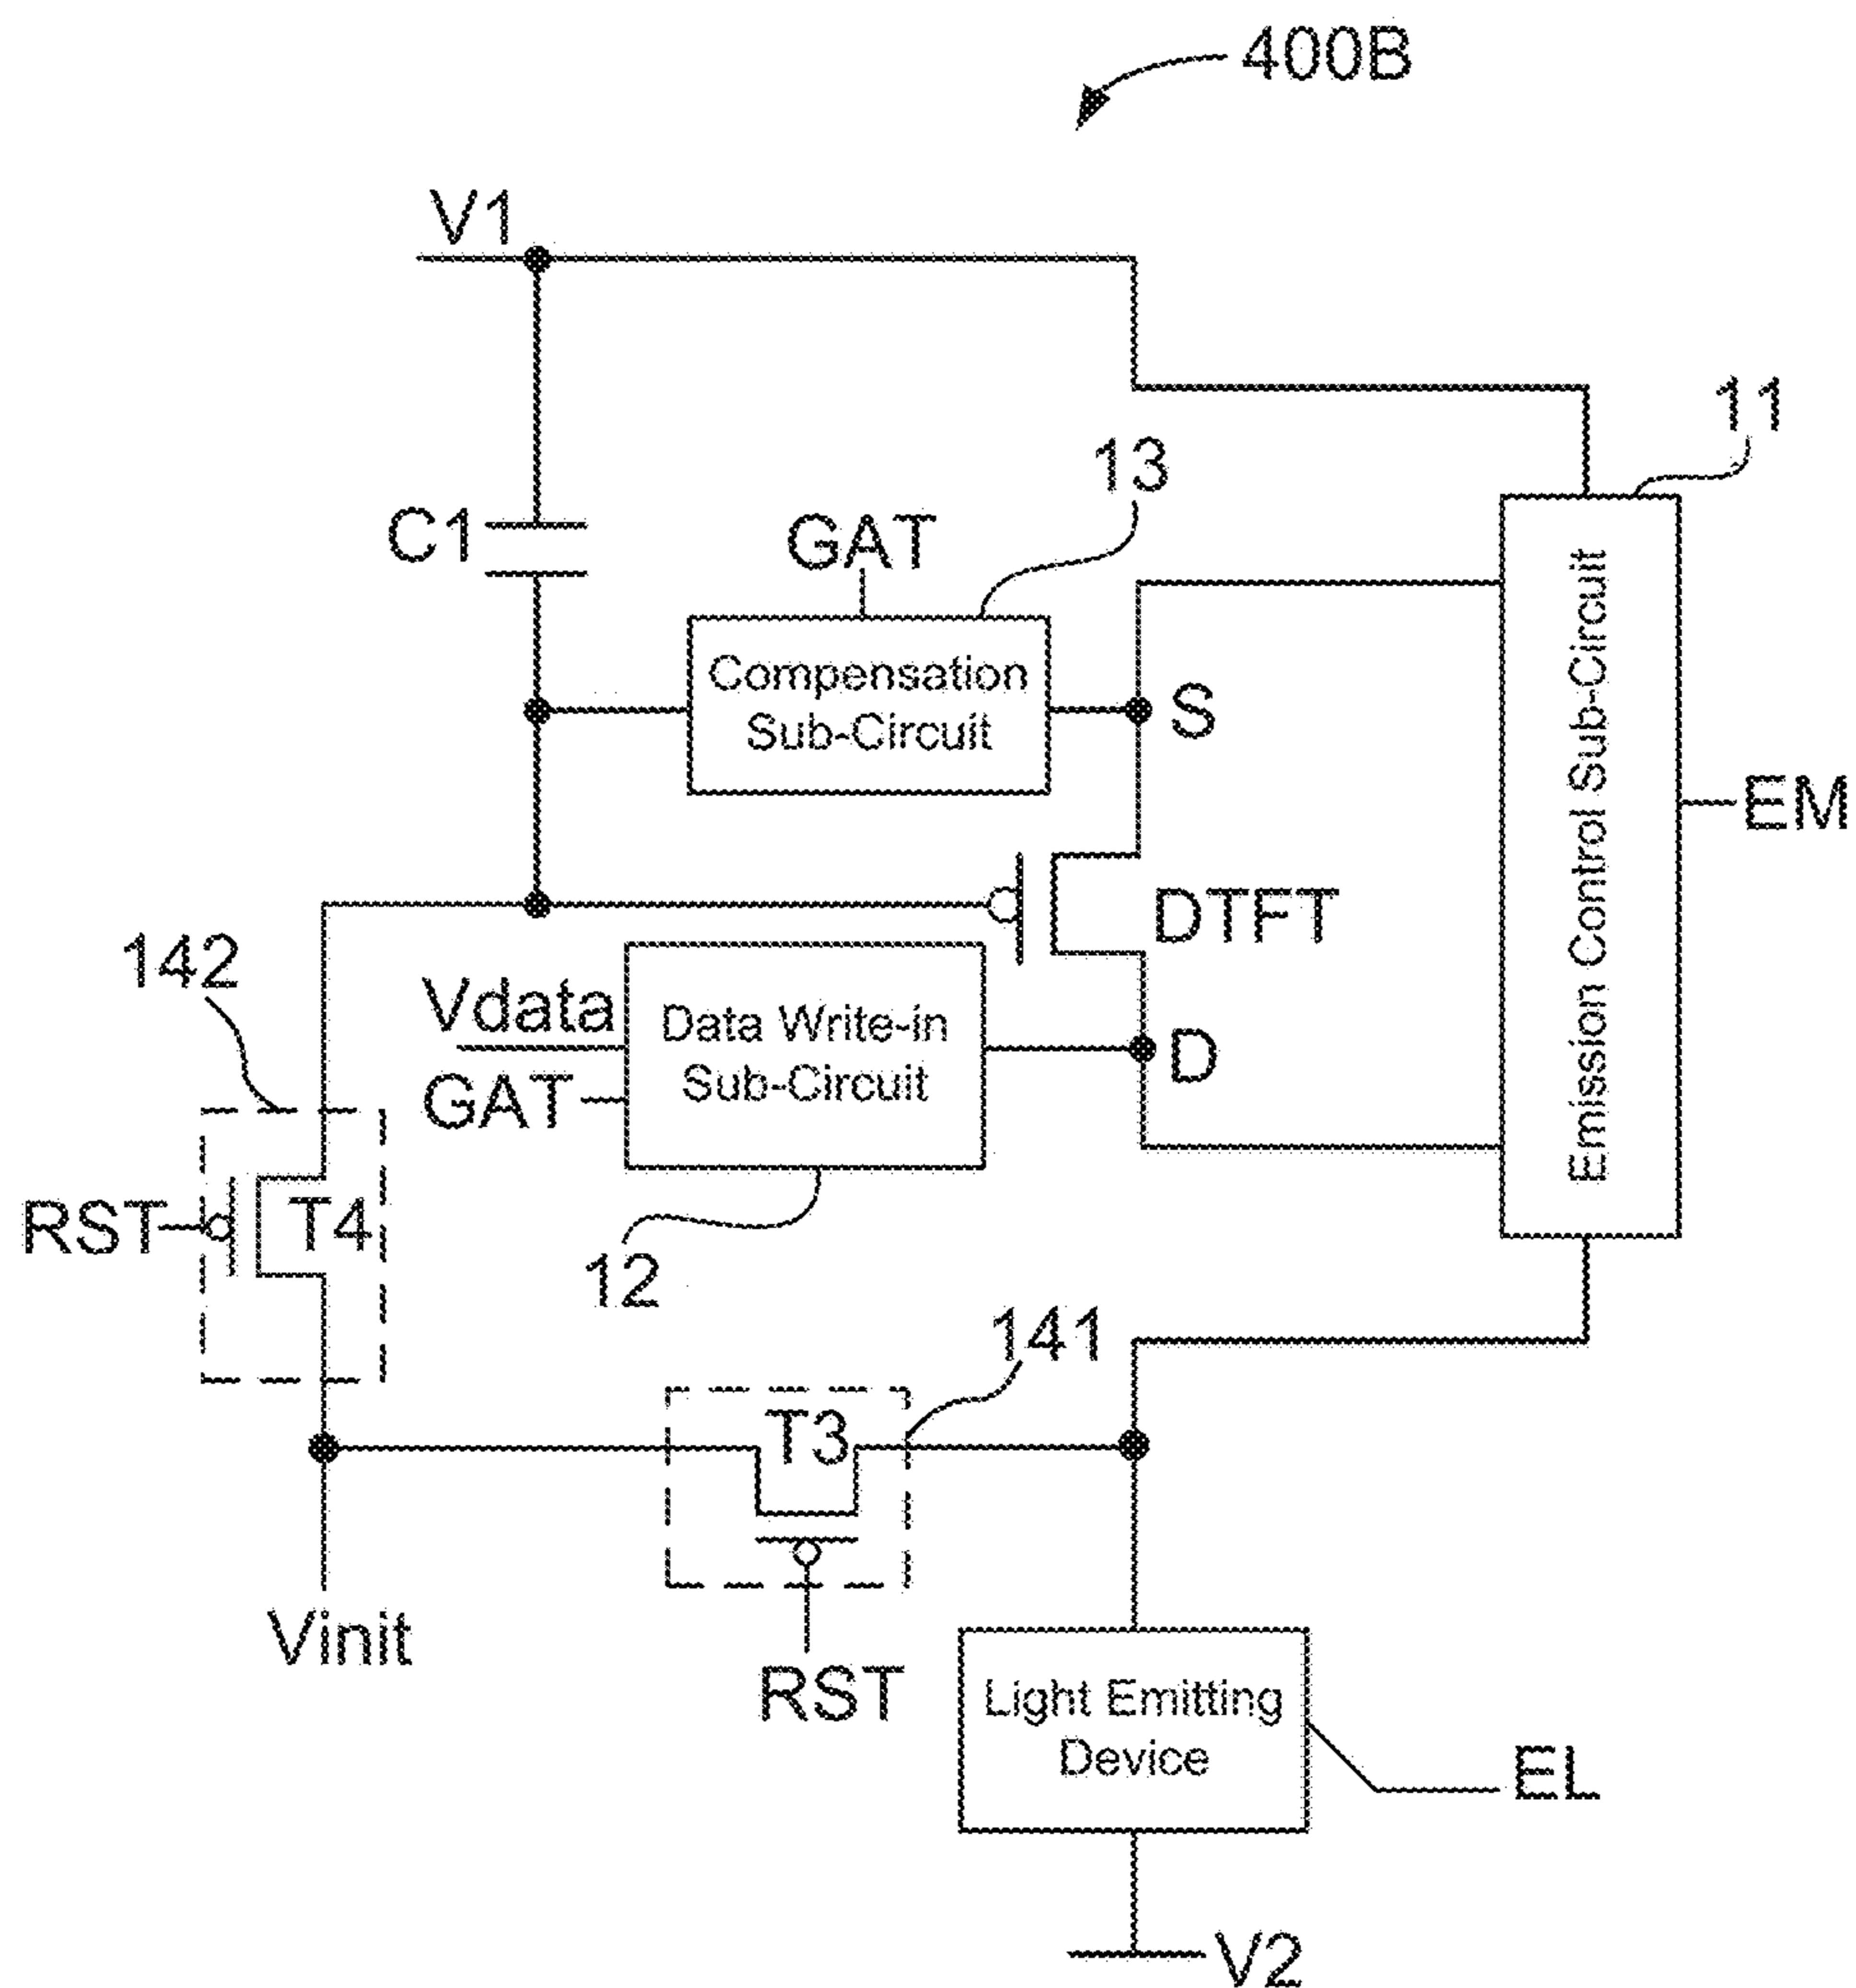 400B
V1
11
13
C1
GAT
Compensation
Sub-Circuit
S
Emission Control Sub-Circuit
EM
DTFT
142
Vdata
GAT
Data Write-in
Sub-Circuit
D
RST
T4
12
141
T3
Vinit
RST
Light Emitting
Device
EL
V2